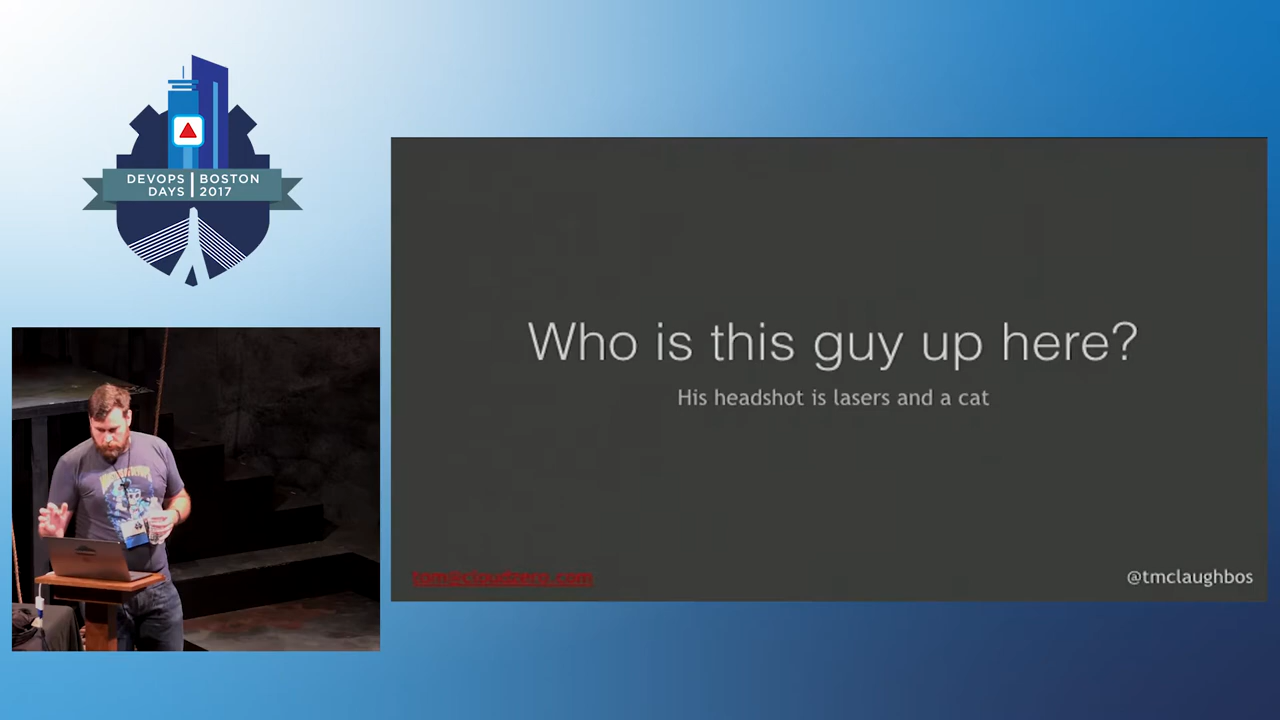 DEVOPS BOSTON
DAYS 2017
Who is this guy up here?
His headshot is lasers and a cat
@tmclaughbos